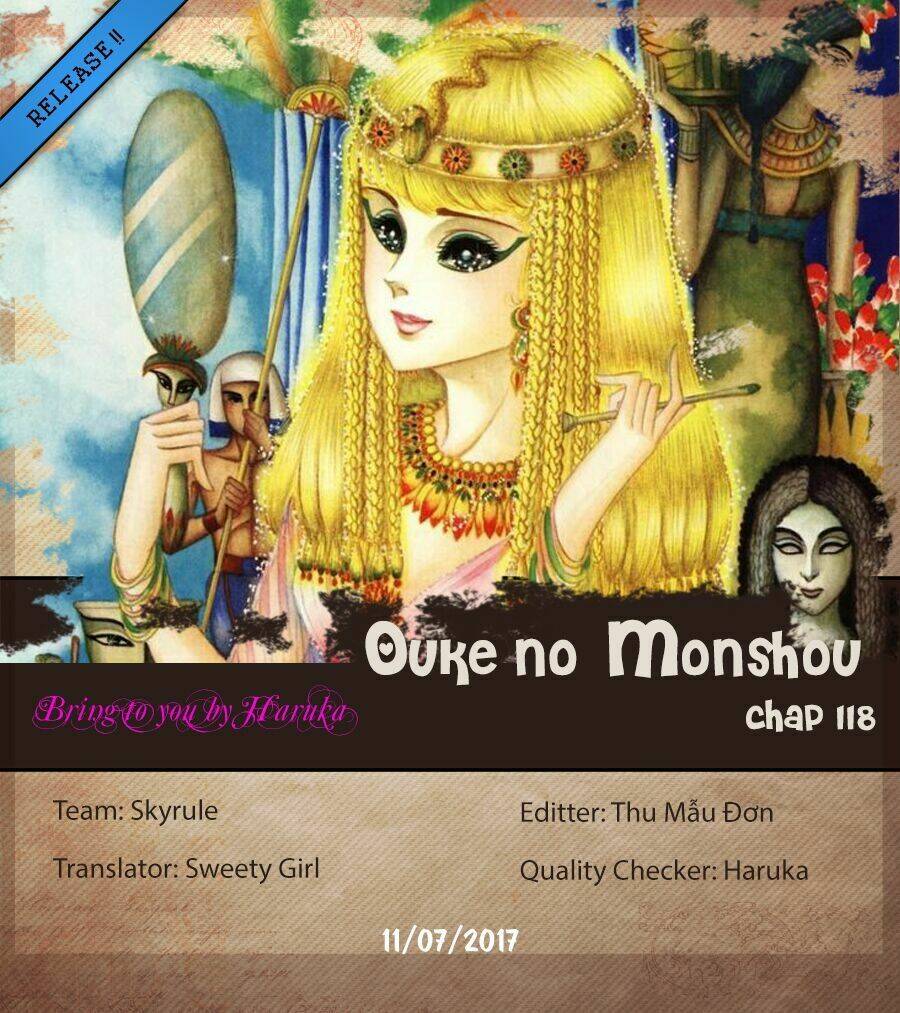 RELEASE !!
Ouke no Monshou
Bring to you by Haruka
chap 118
Team: Skyrule
Editter: Thu Mẫu Đơn
Translator: Sweety Girl
Quality Checker: Haruka
11/07/2017